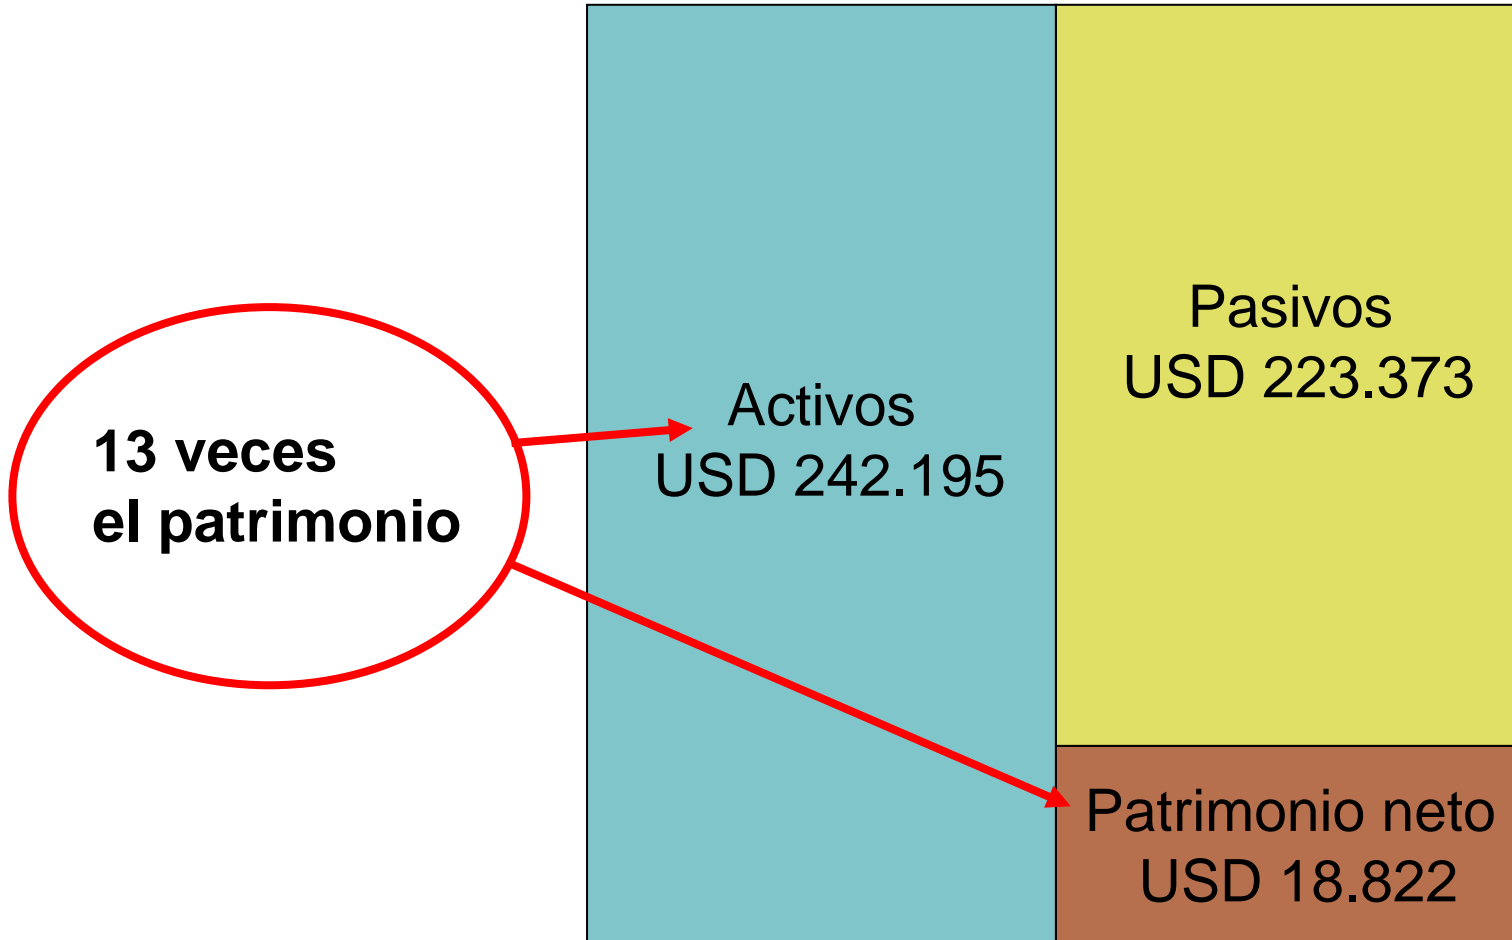 13 veces
el patrimonio
Activos
USD 242.195
Pasivos
USD 223.373
Patrimonio neto
USD 18.822